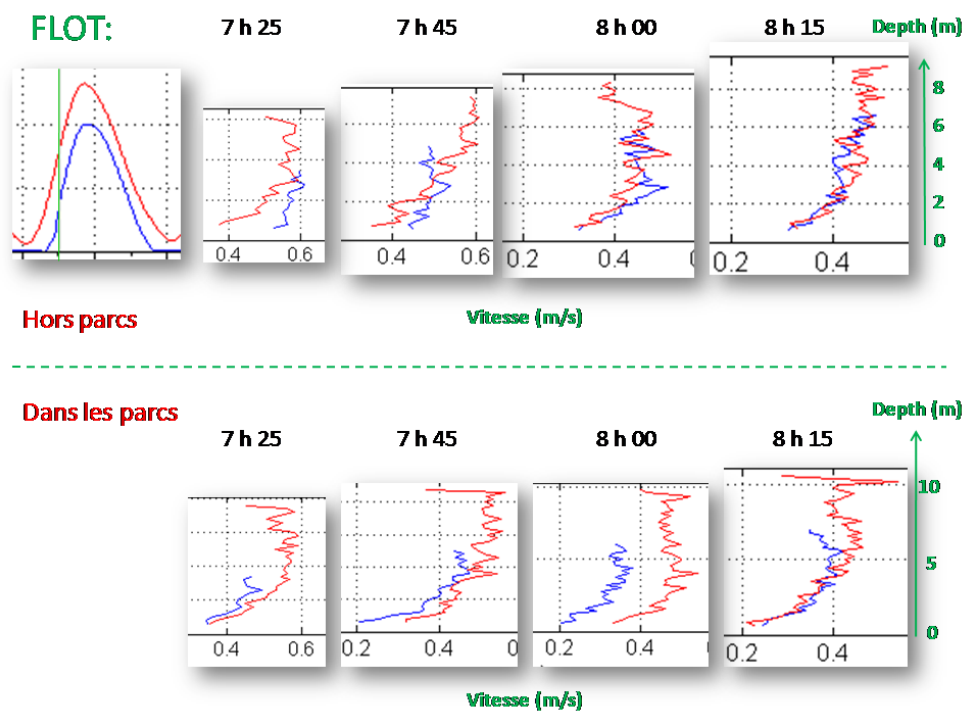 FLOT:
7 h 25 7 h 45 8 h 00 8 h 15 Depth (m)
8
6
4
2
0
0.4 0.6
0.4 0.6
0.2 0.4 0
0.2 0.4
Hors parcs
Vitesse (m/s)
Dans les parcs
Depth (m)
7 h 25 7 h 45 8 h 00 8 h 15
10
5
0
0.4 0.6
0.2 0.4 0
0.2 0.4 0
0.2 0.4
Vitesse (m/s)